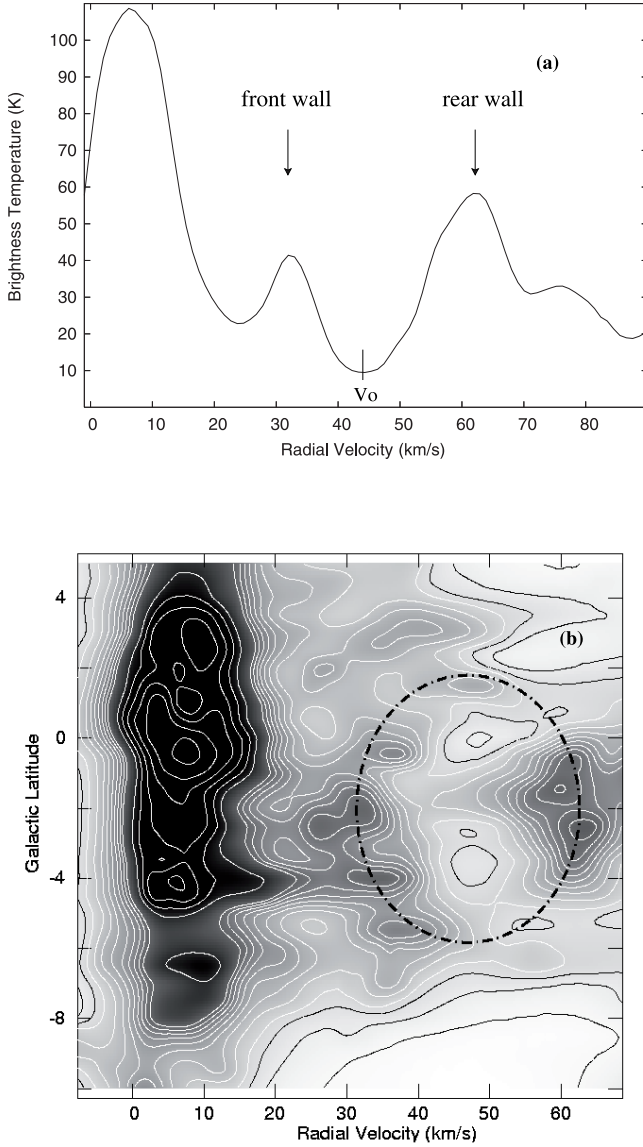 (a)
front wall
rear wall
Brightness Temperature (K)
100
90
80
70
60
50
40
30
20
10
Vo
0 10 20 30 40 50 60 70 80
Radial Velocity (km/s)
(b)
Galactic Latitude
4
0
-4
-8
0 10 20 30 40 50 60
Radial Velocity (km/s)